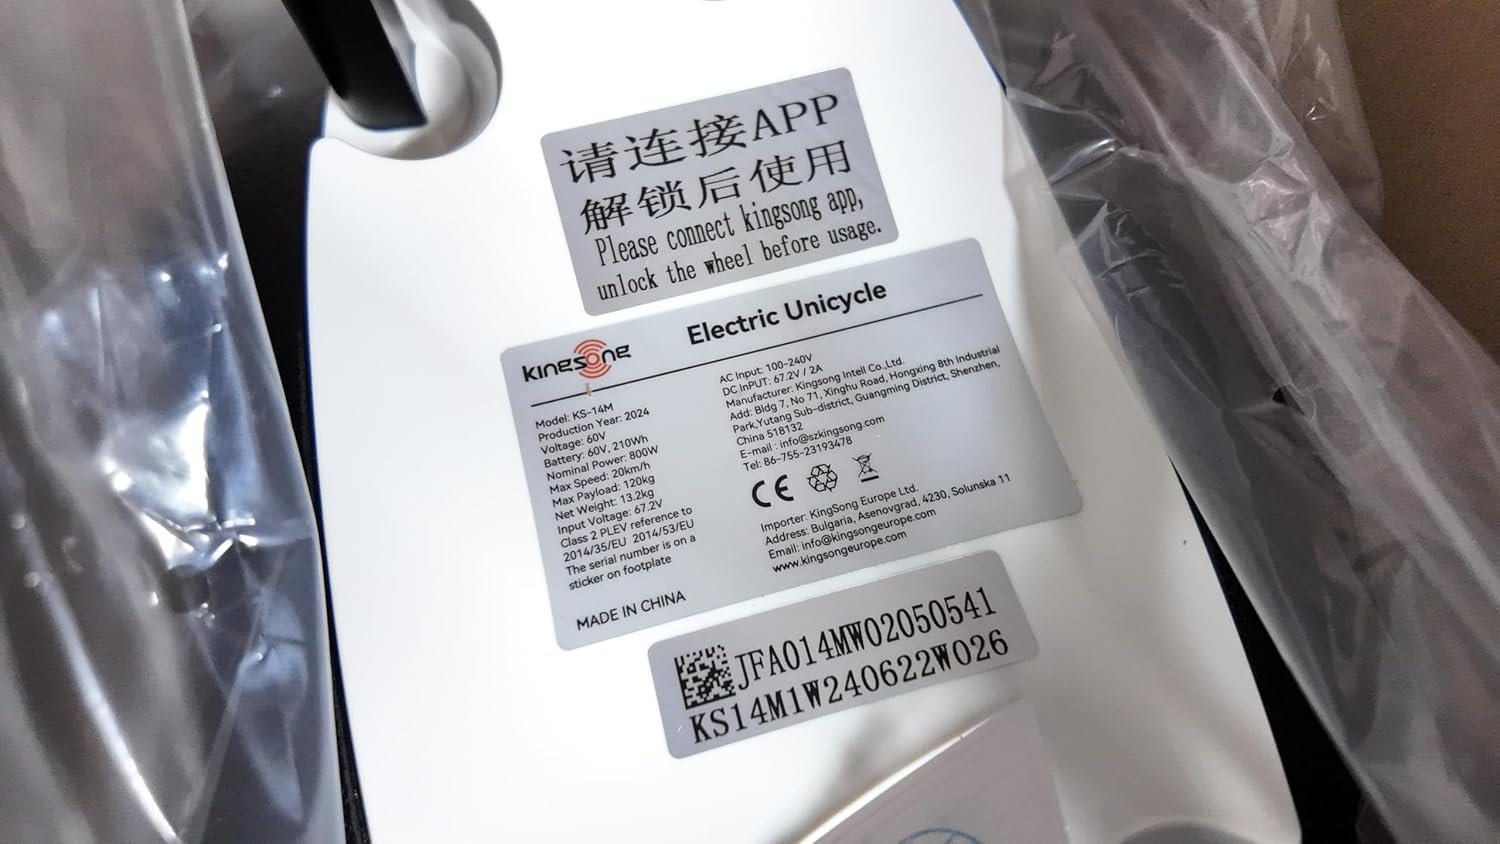 请连接APP
解锁后使用
Please connect kingsong app,
unlock the wheel before usage.
KINGSONG
Electric Unicycle
Model: KS-14M
Production Year: 2024
Voltage: 60V
Battery: 60V, 210Wh
Nominal Power: 800W
Max Speed: 20km/h
Max Payload: 120kg
Net Weight: 13.2kg
Input Voltage: 67.2V
Class 2 PLEV reference to
2014/35/EU 2014/53/EU
The serial number is on a
sticker on footplate
MADE IN CHINA
AC Input: 100-240V
DC InPUT: 67.2V / 2A
Manufacturer: Kingsong Intell Co.,Ltd.
Add: Bldg 7, No 71, Xinghu Road, Hongxing 8th Industrial
Park,Yutang Sub-district, Guangming District, Shenzhen,
China 518132
E-mail : info@szkingsong.com
Tel: 86-755-23193478
CE
Importer: KingSong Europe Ltd.
Address: Bulgaria, Asenovgrad, 4230, Solunska 11
Email: info@kingsongeurope.com
www.kingsongeurope.com
JFA014MW02050541
KS14M1W240622W026